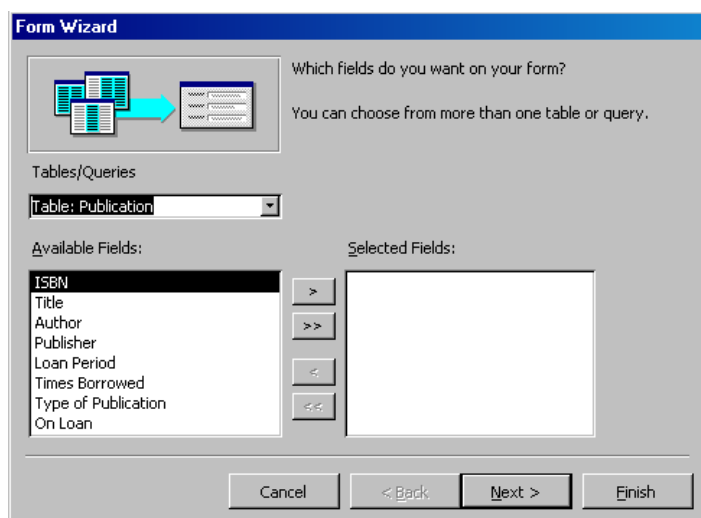 Form Wizard
Which fields do you want on your form?
You can choose from more than one table or query.
Tables/Queries
Table: Publication
Available Fields:
Selected Fields:
ISBN
Title
Author
Publisher
Loan Period
Times Borrowed
Type of Publication
On Loan
>
>>
<
<<
Cancel
< Back
Next >
Finish